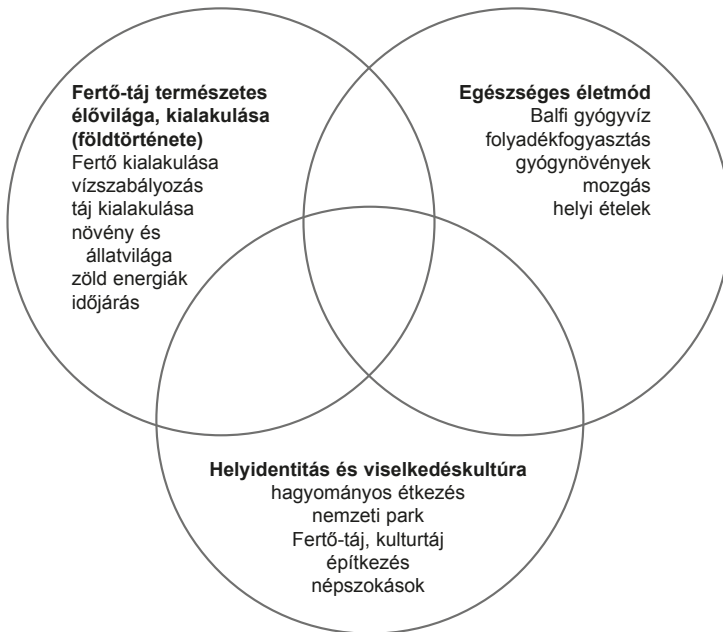 Fertő-táj természetes
élővilága, kialakulása
(földtörténete)
Fertő kialakulása
vízszabályozás
táj kialakulása
növény és
állatvilága
zöld energiák
időjárás
Egészséges életmód
Balfi gyógyvíz
folyadékfogyasztás
gyógynövények
mozgás
helyi ételek
Helyidentitás és viselkedéskultúra
hagyományos étkezés
nemzeti park
Fertő-táj, kulturtáj
építkezés
népszokások